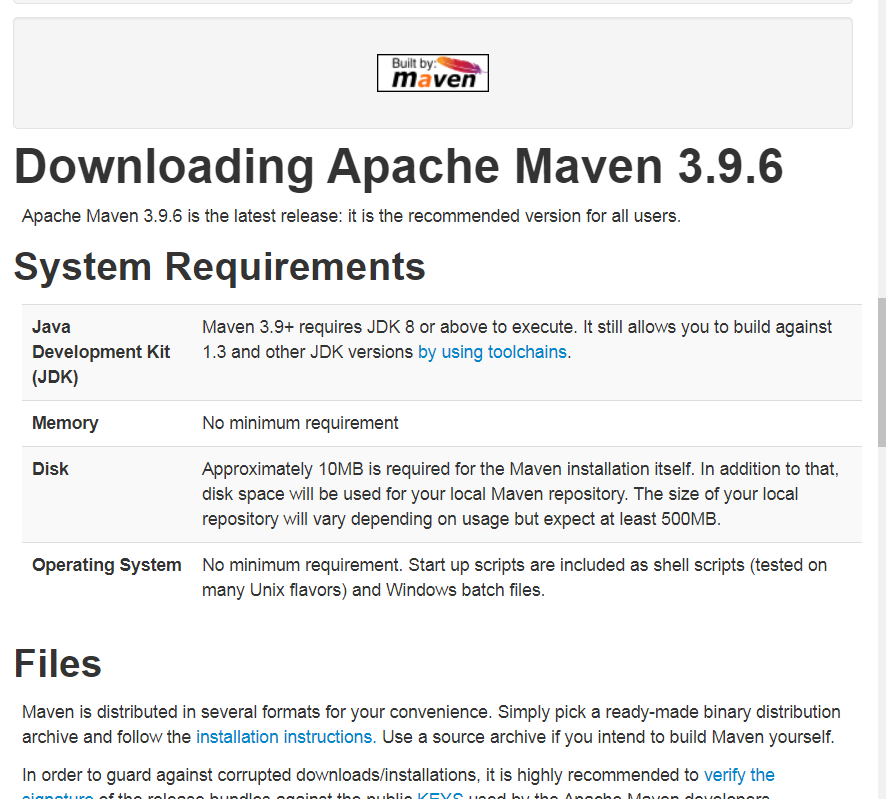 Built by:
maven
Downloading Apache Maven 3.9.6
Apache Maven 3.9.6 is the latest release: it is the recommended version for all users.
System Requirements
Java
Development Kit
(JDK)
Maven 3.9+ requires JDK 8 or above to execute. It still allows you to build against
1.3 and other JDK versions by using toolchains.
Memory
No minimum requirement
Disk
Approximately 10MB is required for the Maven installation itself. In addition to that,
disk space will be used for your local Maven repository. The size of your local
repository will vary depending on usage but expect at least 500MB.
Operating System
No minimum requirement. Start up scripts are included as shell scripts (tested on
many Unix flavors) and Windows batch files.
Files
Maven is distributed in several formats for your convenience. Simply pick a ready-made binary distribution
archive and follow the installation instructions. Use a source archive if you intend to build Maven yourself.
In order to guard against corrupted downloads/installations, it is highly recommended to verify the
signature of the release bundles against the public KEYS used by the Apache Maven developers.